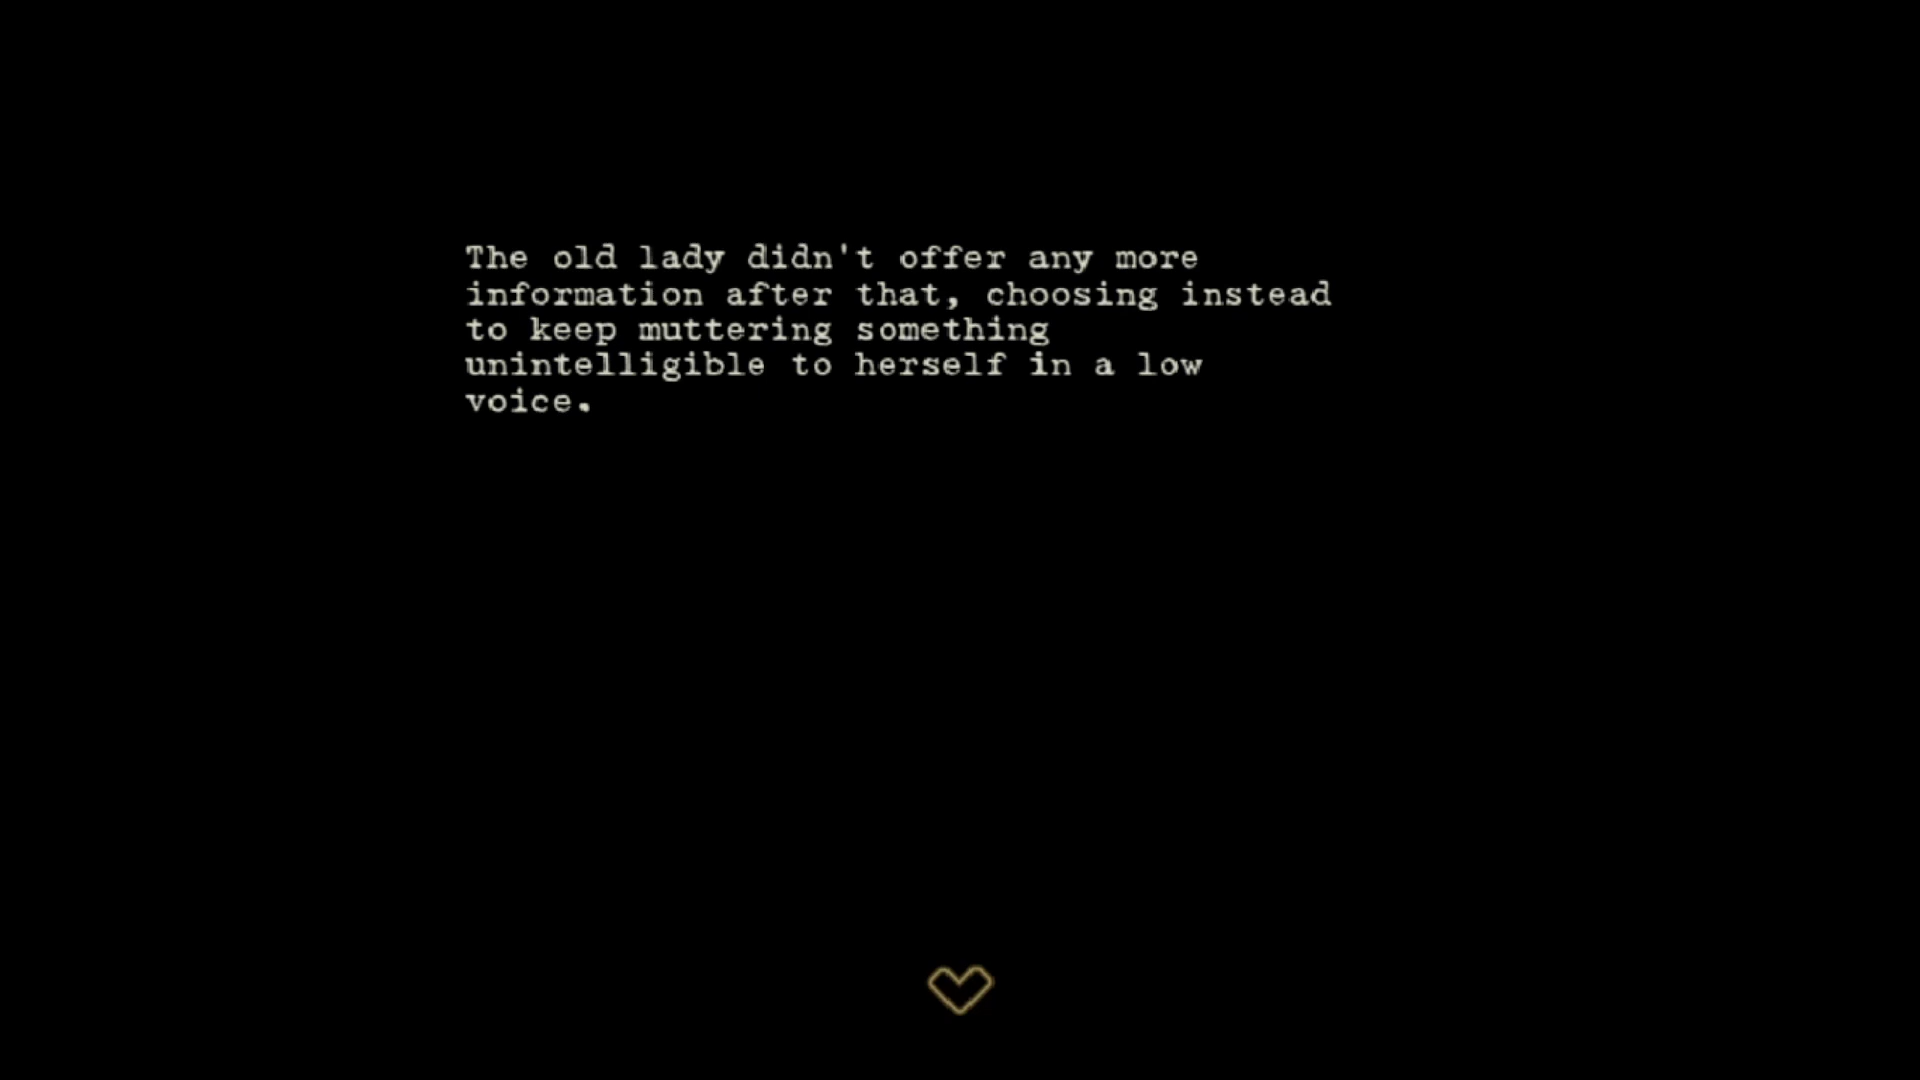 The old lady didn't offer any more
information after that, choosing instead
to keep muttering something
unintelligible to herself in a low
voice.